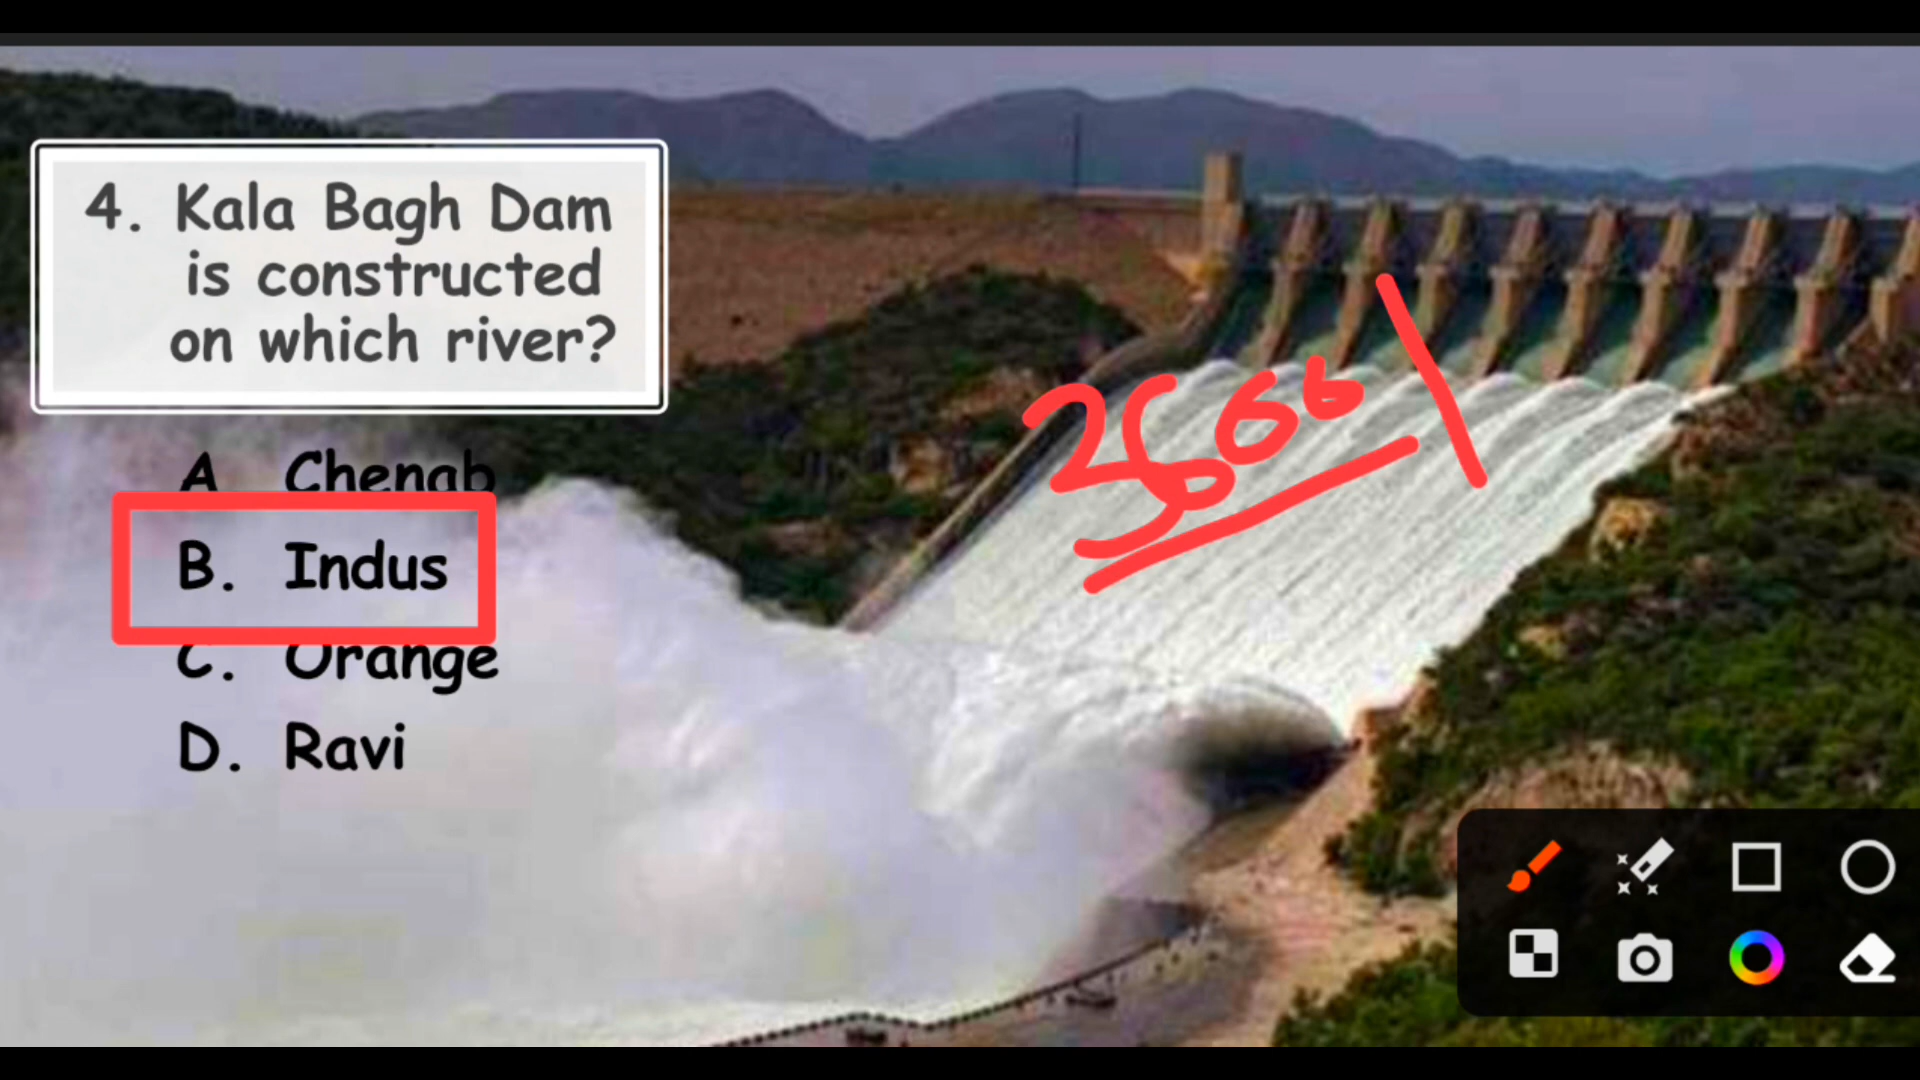 4. Kala Bagh Dam
is constructed
on which river?
A Chenab
B. Indus
C. Orange
D. Ravi